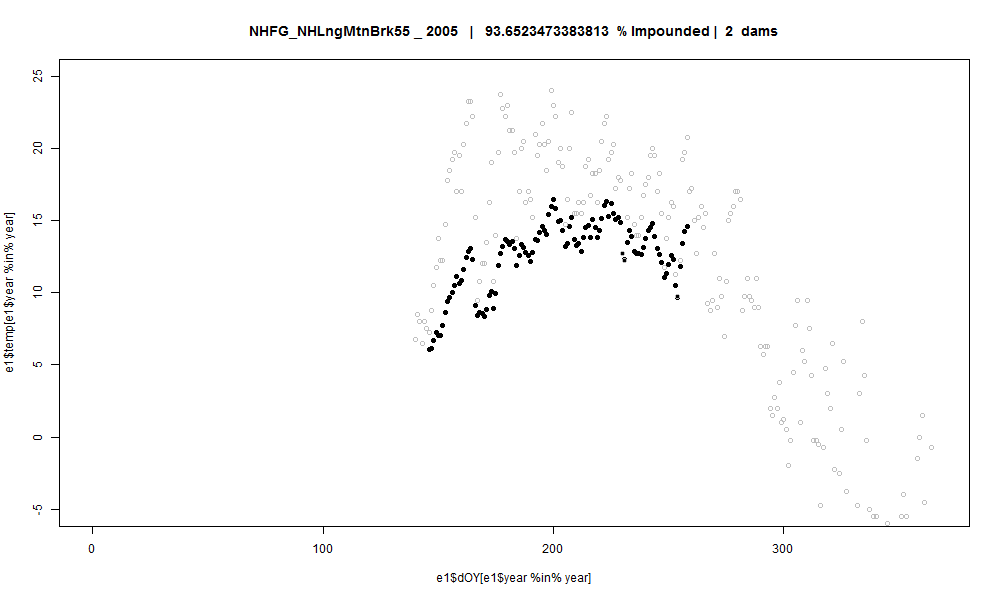 NHFG_NHLngMtnBrk55 _ 2005 | 93.6523473383813 % Impounded | 2 dams
25
20
15
10
5
0
-5
e1$temp[e1$year %in% year]
0 100 200 300
e1$dOY[e1$year %in% year]